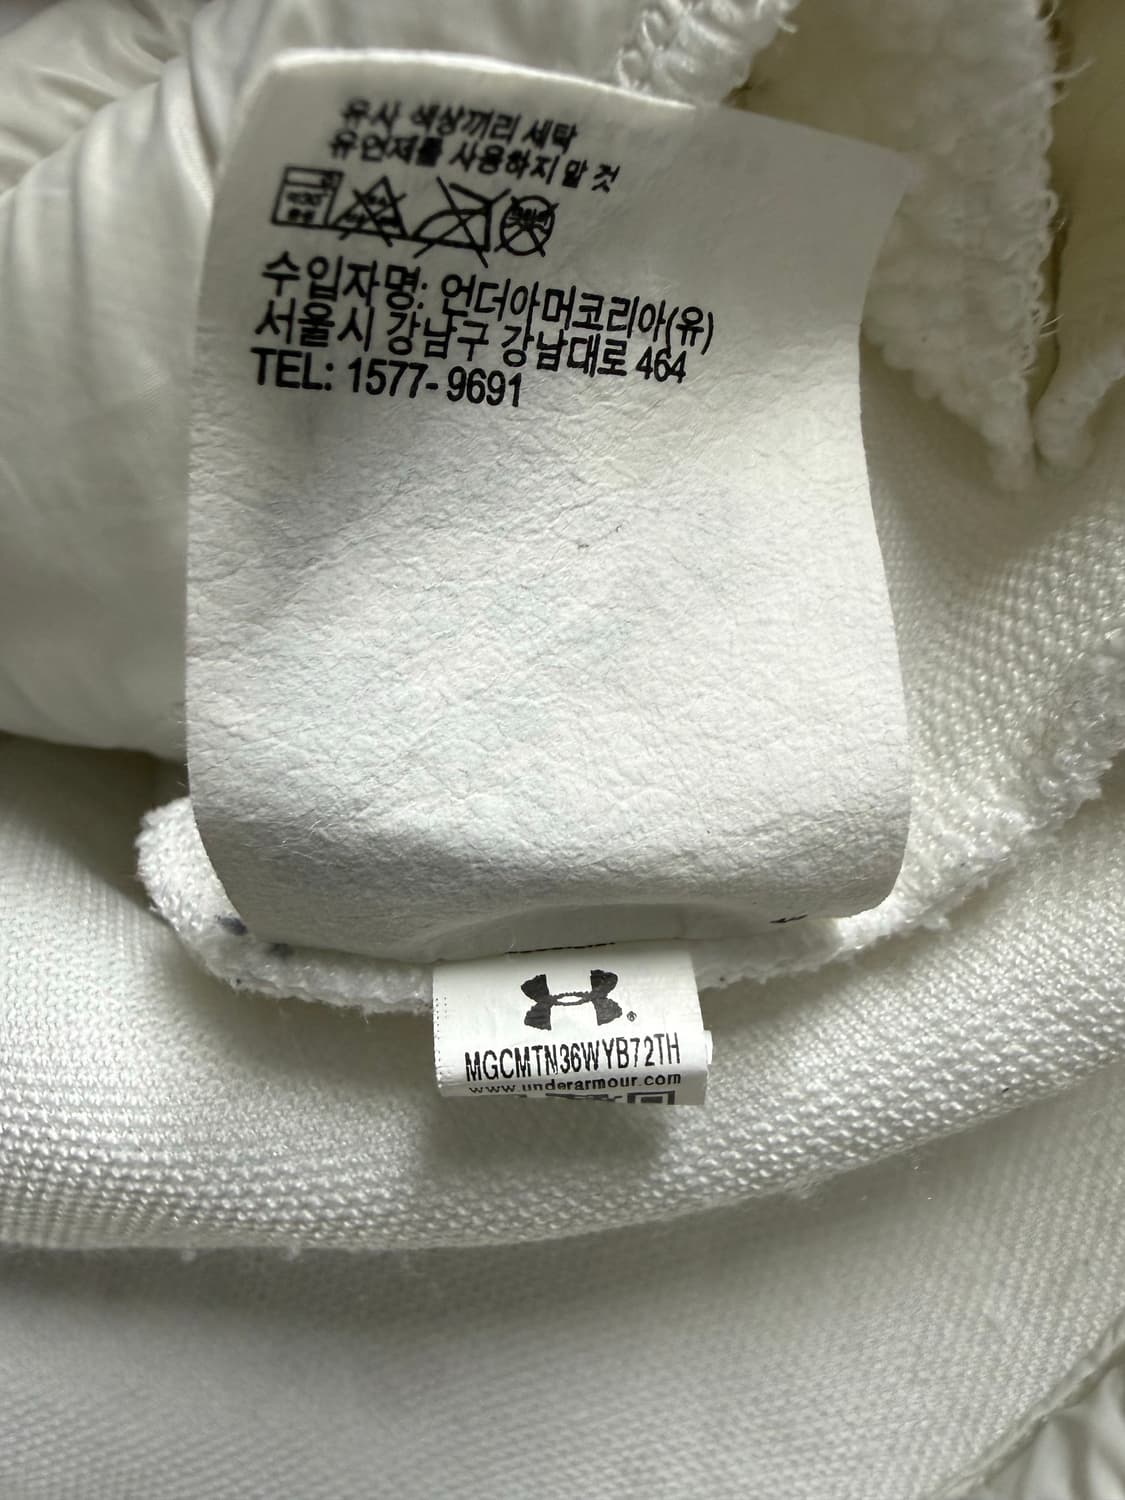 유사 색상끼리 세탁
유연제를 사용하지 말 것
수입자명: 언더아머코리아(유)
서울시 강남구 강남대로 464
TEL: 1577-9691
®
MGCMTN36WYB72TH
www.underarmour.com